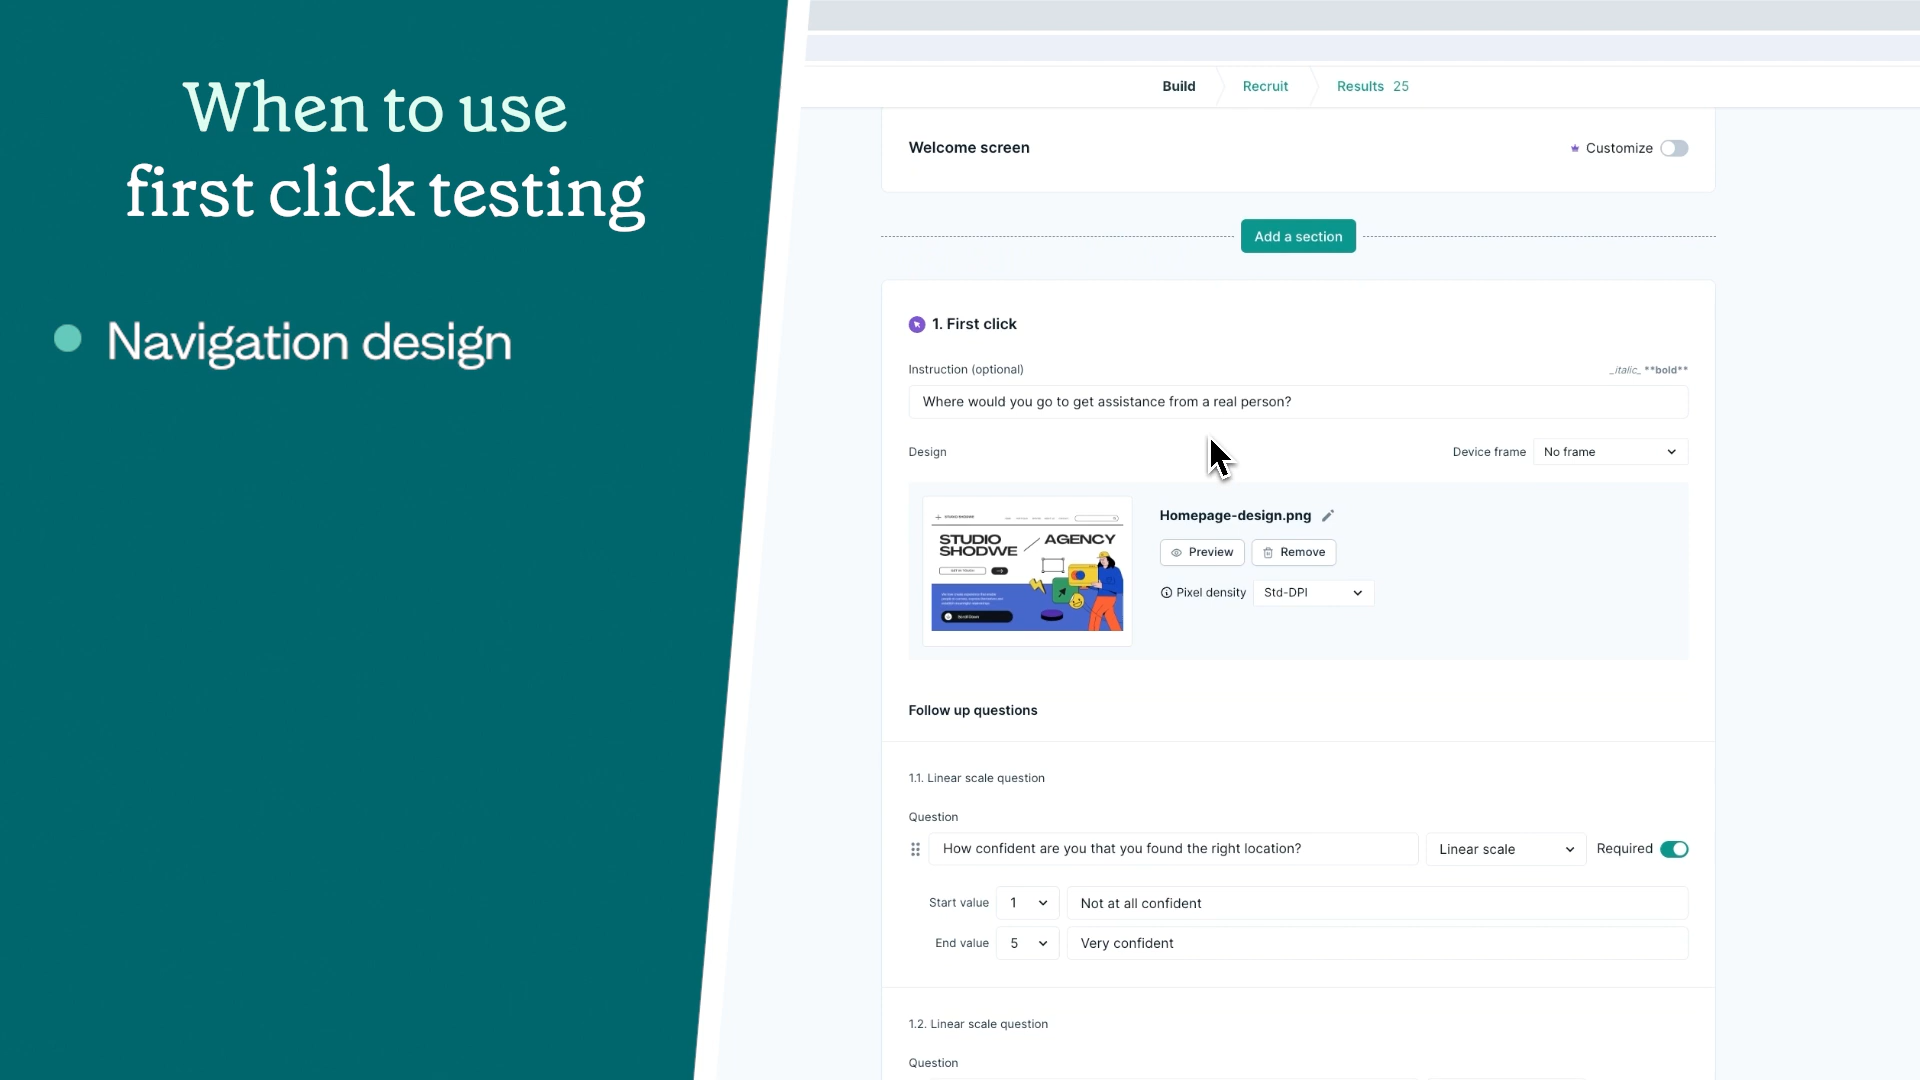 When to use
first click testing
Navigation design
Build
Recruit
Results 25
Welcome screen
Customize
Add a section
1. First click
Instruction (optional)
_italic_ **bold**
Where would you go to get assistance from a real person?
Design
Device frame
No frame
STUDIO
SHODWE
AGENCY
Homepage-design.png
Preview
Remove
Pixel density
Std-DPI
Follow up questions
1.1. Linear scale question
Question
How confident are you that you found the right location?
Linear scale
Required
Start value
1
Not at all confident
End value
5
Very confident
1.2. Linear scale question
Question